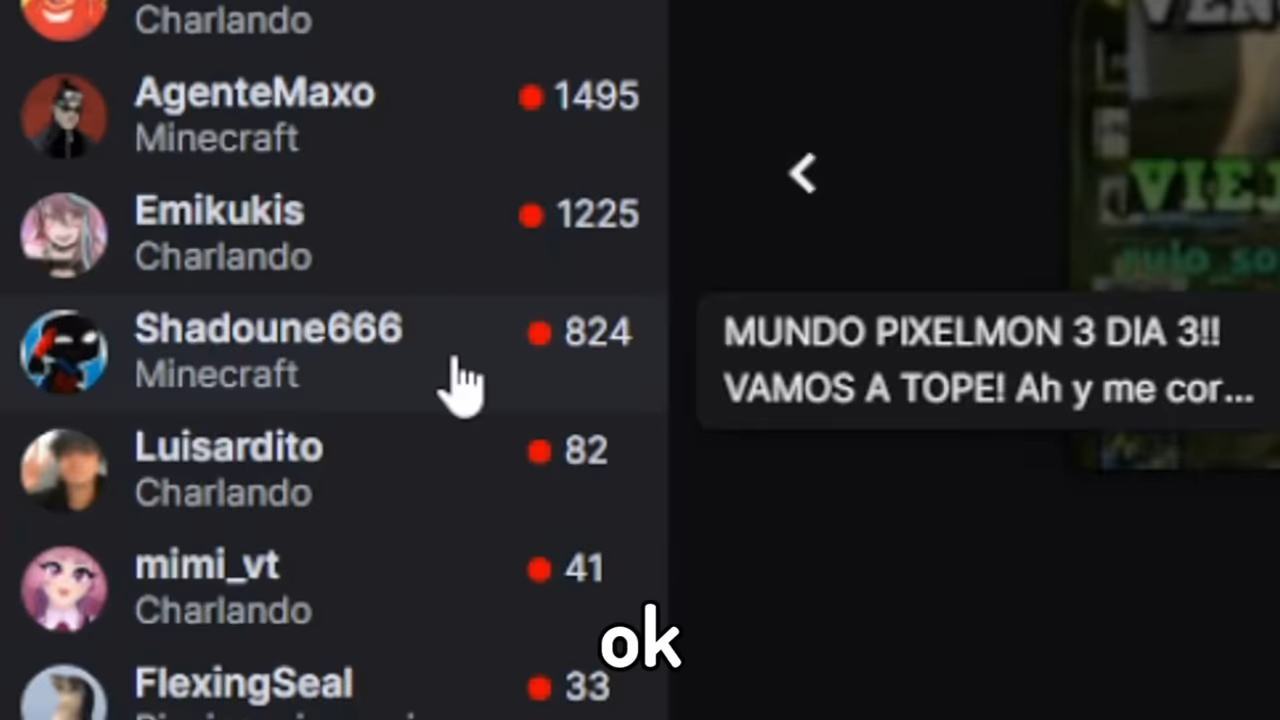 Charlando
AgenteMaxo
1495
Minecraft
Emikukis
1225
Charlando
Shadoune666
824
Minecraft
MUNDO PIXELMON 3 DIA 3!!
VAMOS A TOPE! Ah y me cor...
Luisardito
82
Charlando
mimi_vt
41
Charlando
ok
FlexingSeal
33